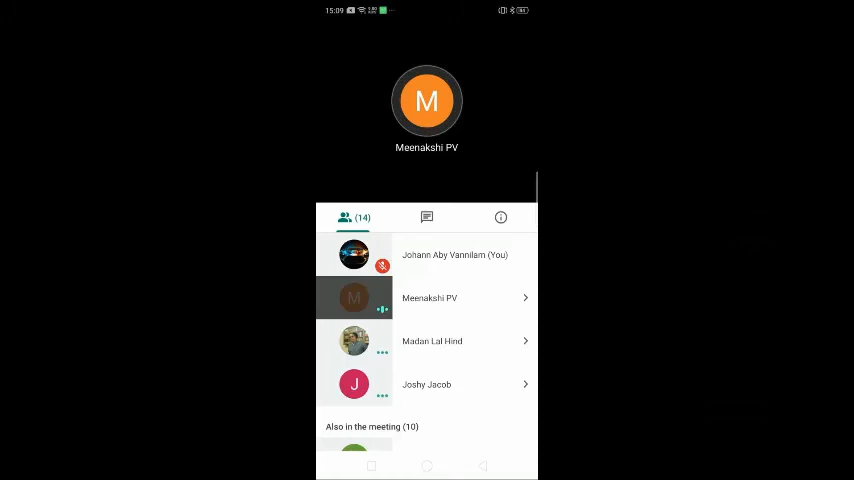 15:09
M
Meenakshi PV
(14)
Johann Aby Vannilam (You)
M
Meenakshi PV
Madan Lal Hind
J
Joshy Jacob
Also in the meeting (10)